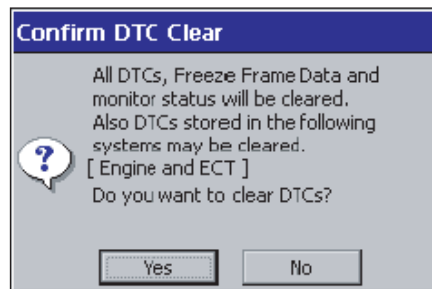 Confirm DTC Clear
All DTCs, Freeze Frame Data and
monitor status will be cleared.
Also DTCs stored in the following
systems may be cleared.
[ Engine and ECT ]
Do you want to clear DTCs?
Yes No